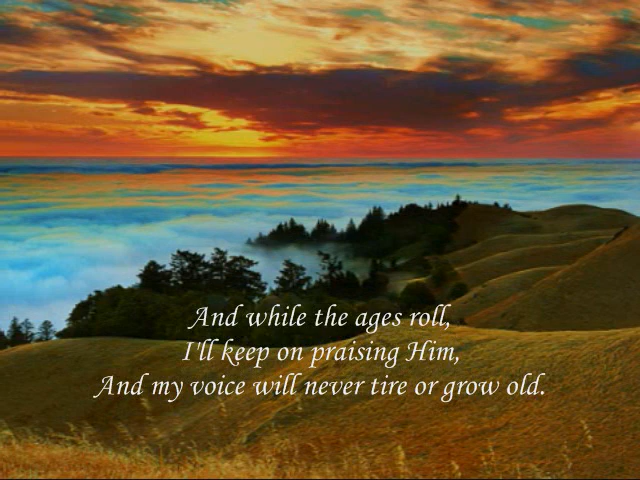 And while the ages roll,
I'll keep on praising Him,
And my voice will never tire or grow old.